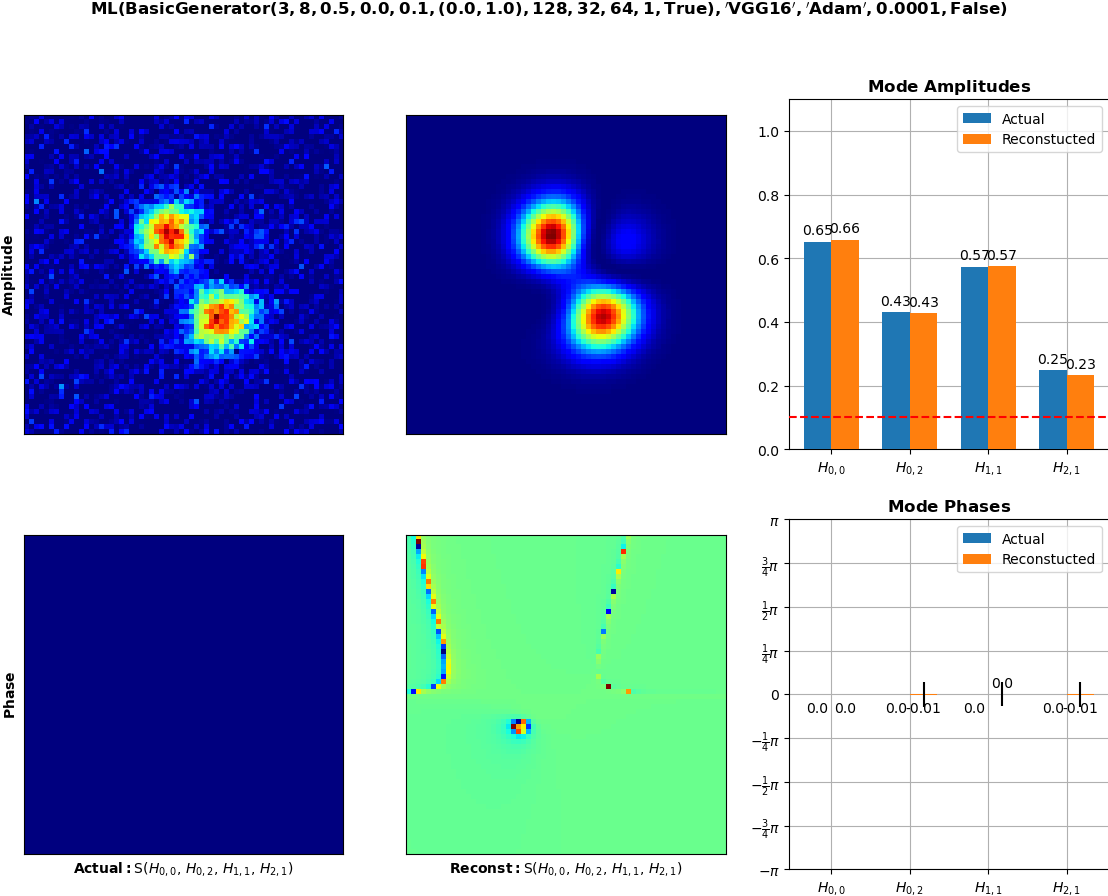 ML(BasicGenerator(3, 8, 0.5, 0.0, 0.1, (0.0, 1.0), 128, 32, 64, 1, True), ′VGG16′, ′Adam′, 0.0001, False)
Amplitude
Mode Amplitudes
Actual
Reconstucted
1.0
0.8
0.6
0.4
0.2
0.0
0.65 0.66
0.43 0.43
0.57 0.57
0.25 0.23
H₀,₀ H₀,₂ H₁,₁ H₂,₁
Phase
Actual: S(H₀,₀, H₀,₂, H₁,₁, H₂,₁)
Reconst: S(H₀,₀, H₀,₂, H₁,₁, H₂,₁)
Mode Phases
Actual
Reconstucted
π
3/4 π
1/2 π
1/4 π
0
−1/4 π
−1/2 π
−3/4 π
−π
0.0 0.0
0.0 -0.01
0.0 0.0
0.0 -0.01
H₀,₀ H₀,₂ H₁,₁ H₂,₁